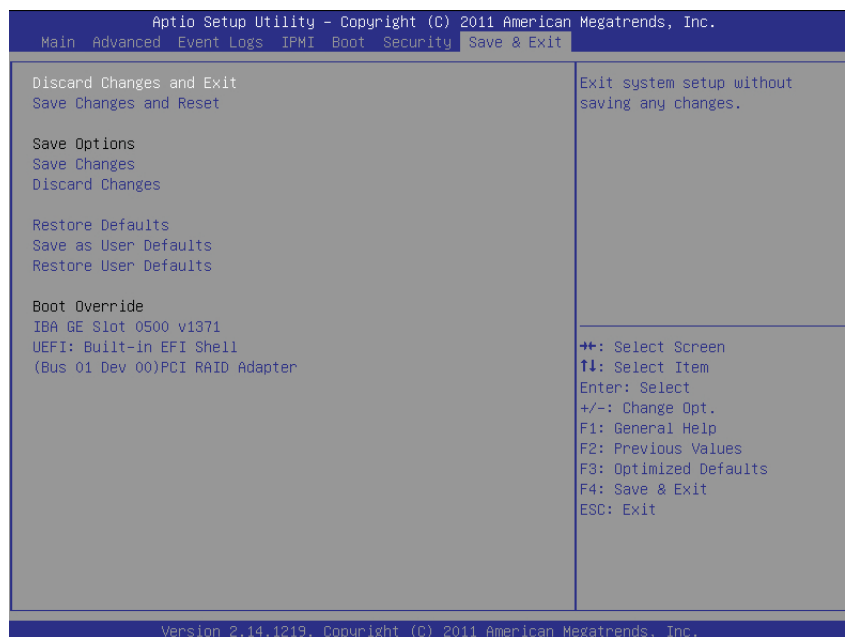 Aptio Setup Utility – Copyright (C) 2011 American Megatrends, Inc.
Main Advanced Event Logs IPMI Boot Security Save & Exit
Discard Changes and Exit
Save Changes and Reset
Save Options
Save Changes
Discard Changes
Restore Defaults
Save as User Defaults
Restore User Defaults
Boot Override
IBA GE Slot 0500 v1371
UEFI: Built-in EFI Shell
(Bus 01 Dev 00)PCI RAID Adapter
Exit system setup without
saving any changes.
→←: Select Screen
↑↓: Select Item
Enter: Select
+/-: Change Opt.
F1: General Help
F2: Previous Values
F3: Optimized Defaults
F4: Save & Exit
ESC: Exit
Version 2.14.1219. Copyright (C) 2011 American Megatrends, Inc.